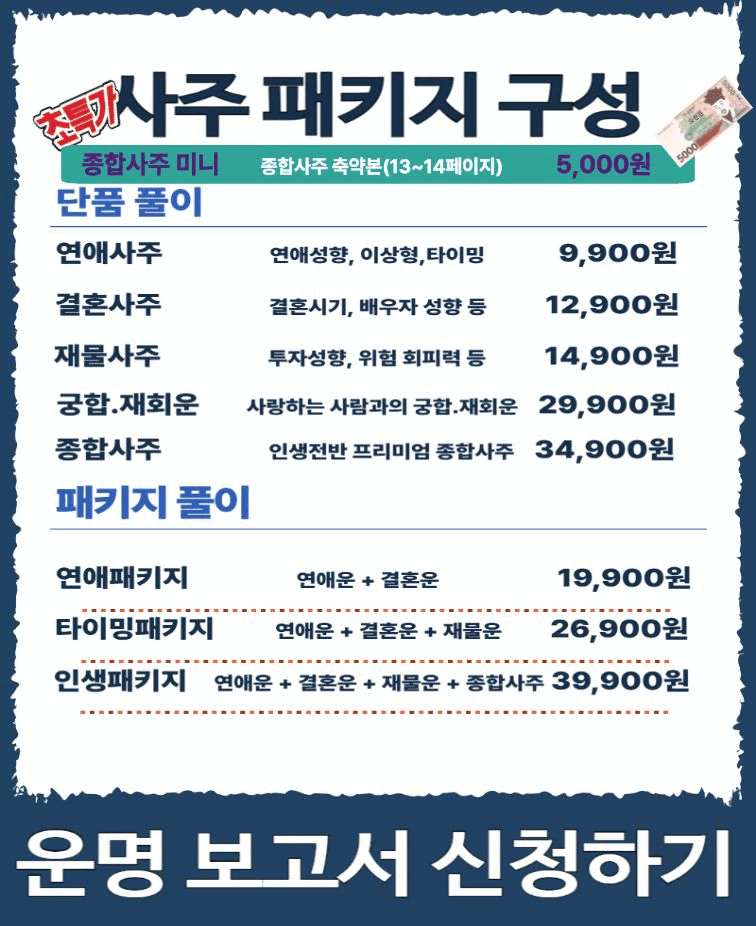 초특가
사주 패키지 구성
종합사주 미니 종합사주 축약본(13~14페이지) 5,000원
5000
단품 풀이
연애사주 연애성향, 이상형,타이밍 9,900원
결혼사주 결혼시기, 배우자 성향 등 12,900원
재물사주 투자성향, 위험 회피력 등 14,900원
궁합.재회운 사랑하는 사람과의 궁합.재회운 29,900원
종합사주 인생전반 프리미엄 종합사주 34,900원
패키지 풀이
연애패키지 연애운 + 결혼운 19,900원
타이밍패키지 연애운 + 결혼운 + 재물운 26,900원
인생패키지 연애운 + 결혼운 + 재물운 + 종합사주 39,900원
운명 보고서 신청하기